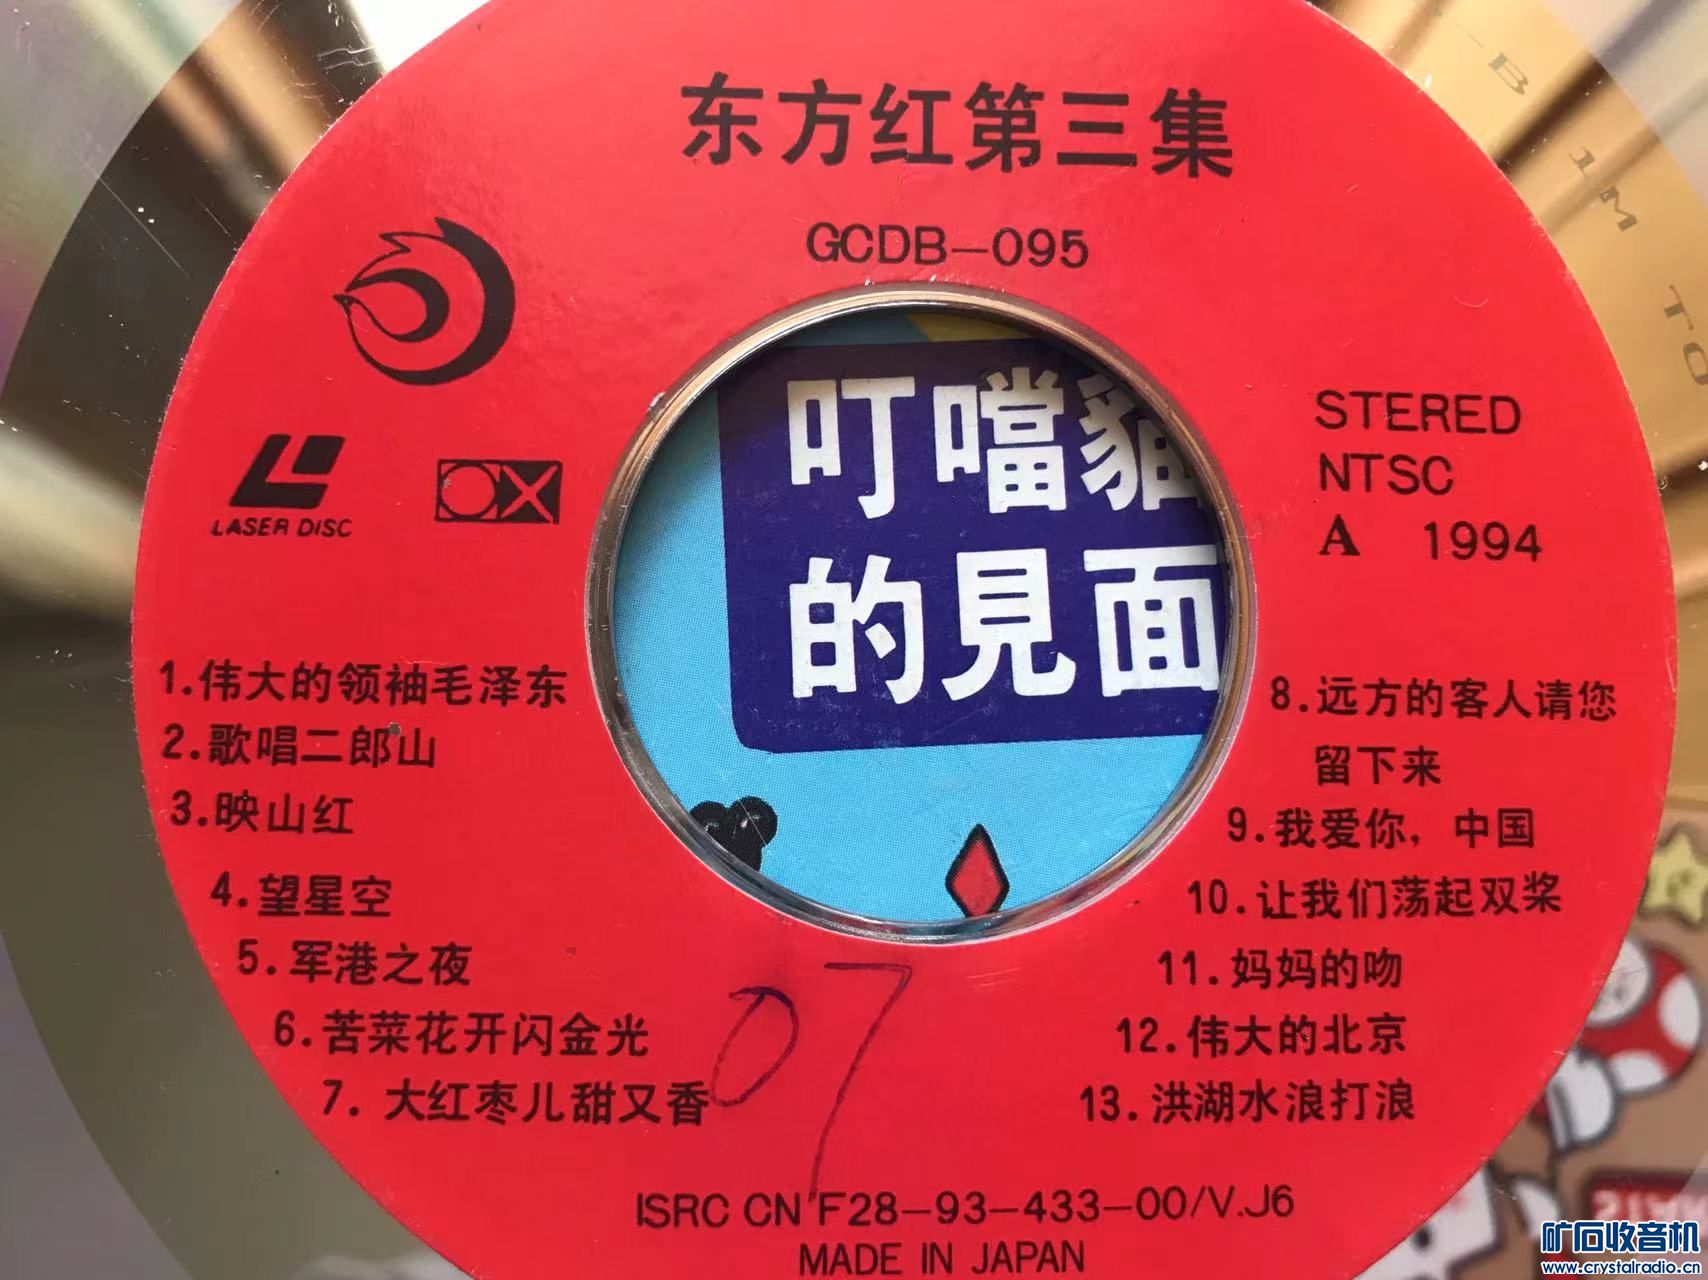 东方红第三集
GCDB-095
LASER DISC
STERED
NTSC
A 1994
叮噹貓
的見面
1.伟大的领袖毛泽东
2.歌唱二郎山
3.映山红
4.望星空
5.军港之夜
6.苦菜花开闪金光
7.大红枣儿甜又香
8.远方的客人请您
留下来
9.我爱你，中国
10.让我们荡起双桨
11.妈妈的吻
12.伟大的北京
13.洪湖水浪打浪
07
ISRC CN F28-93-433-00/V.J6
MADE IN JAPAN
矿石收音机
www.crystalradio.cn